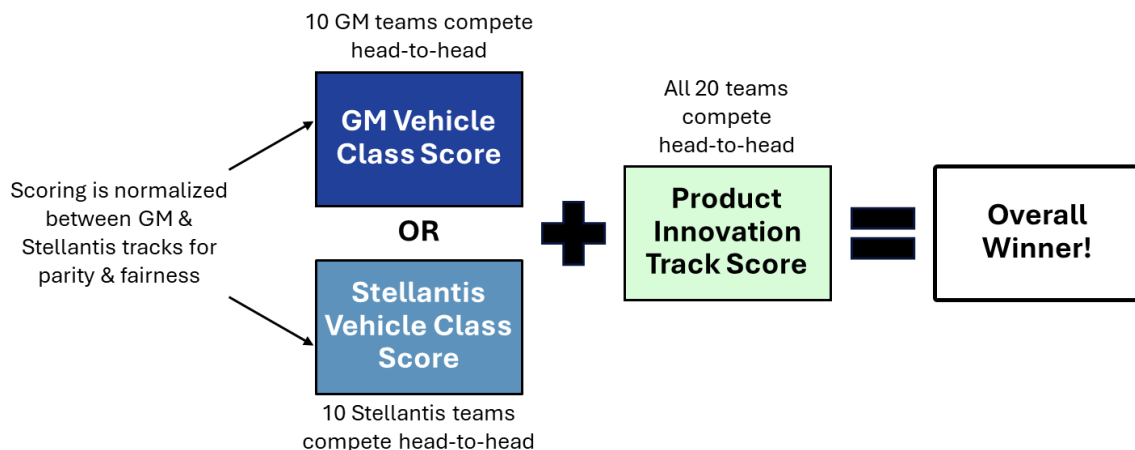 10 GM teams compete
head-to-head
GM Vehicle
Class Score
OR
Stellantis
Vehicle Class
Score
10 Stellantis teams
compete head-to-head
Scoring is normalized
between GM &
Stellantis tracks for
parity & fairness
All 20 teams
compete
head-to-head
Product
Innovation
Track Score
Overall
Winner!